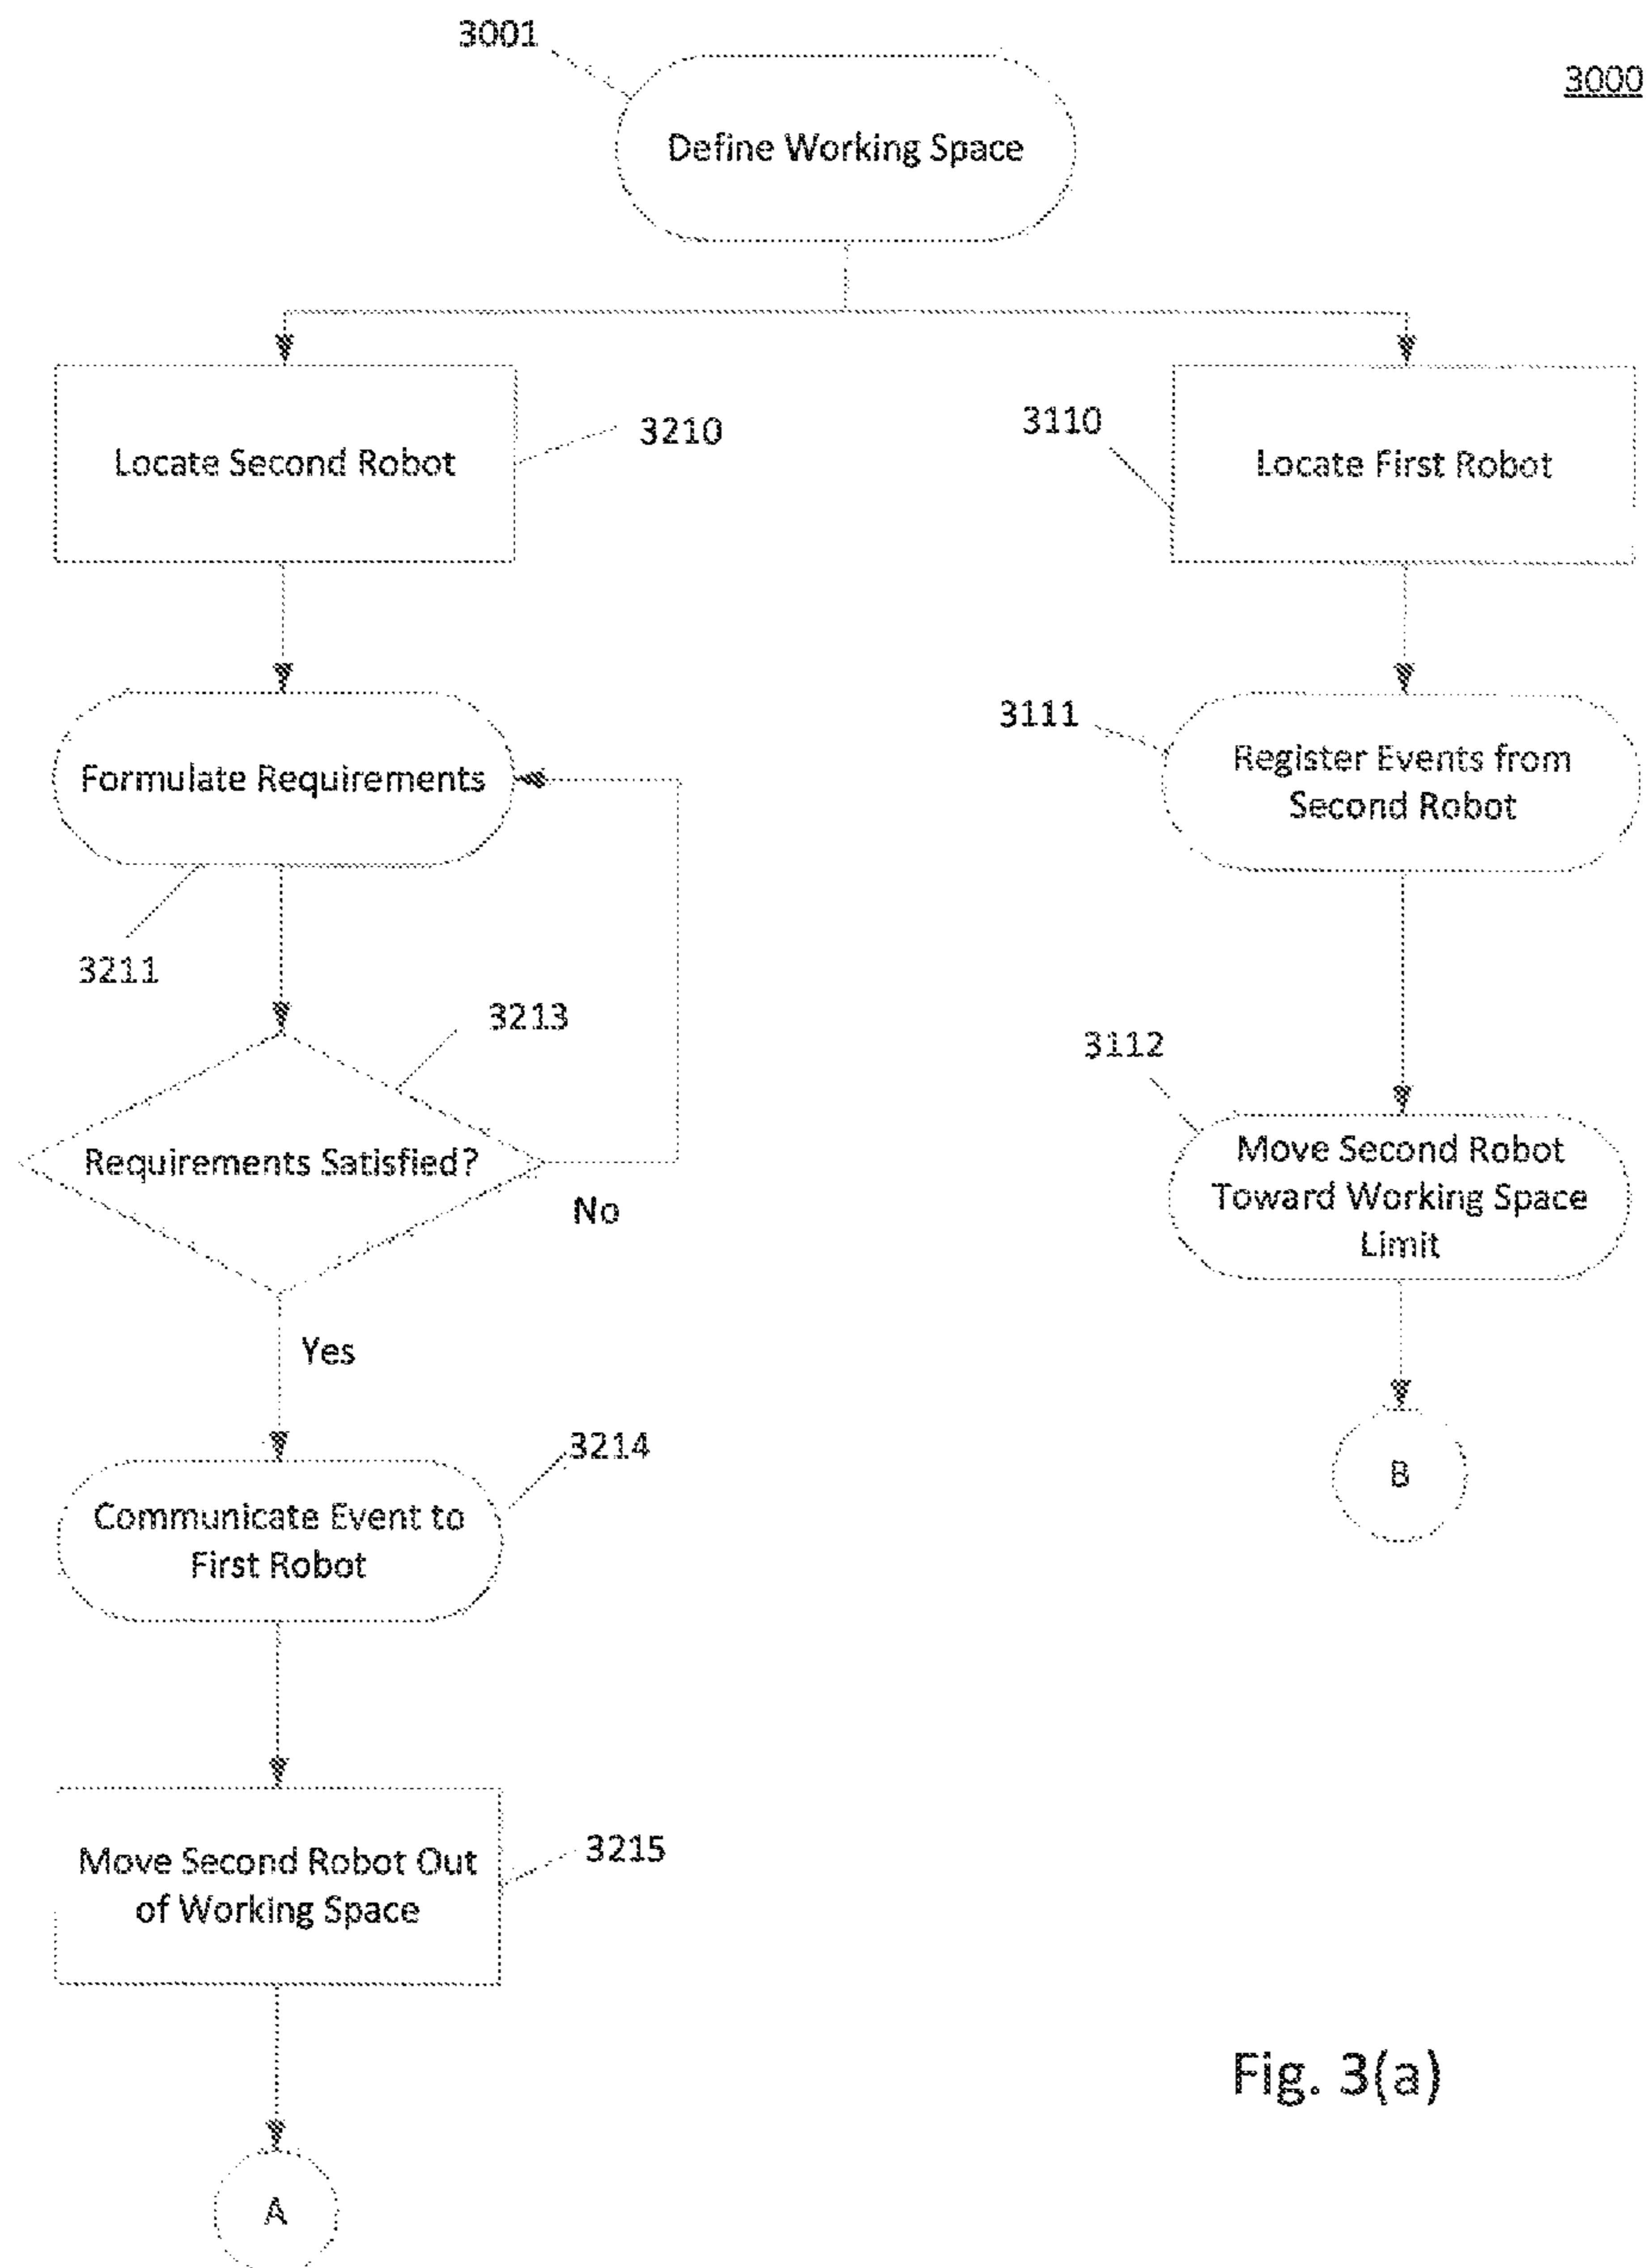 3001
3000
Define Working Space
3210
3110
Locate Second Robot
Locate First Robot
3111
Register Events from
Second Robot
Formulate Requirements
3211
3213
3112
Requirements Satisfied?
No
Move Second Robot
Toward Working Space
Limit
Yes
3214
B
Communicate Event to
First Robot
3215
Move Second Robot Out
of Working Space
Fig. 3(a)
A